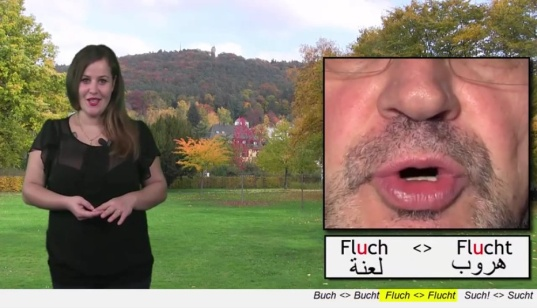 Fluch <> Flucht
لعنة هروب
Buch <> Bucht Fluch <> Flucht Such! <> Sucht